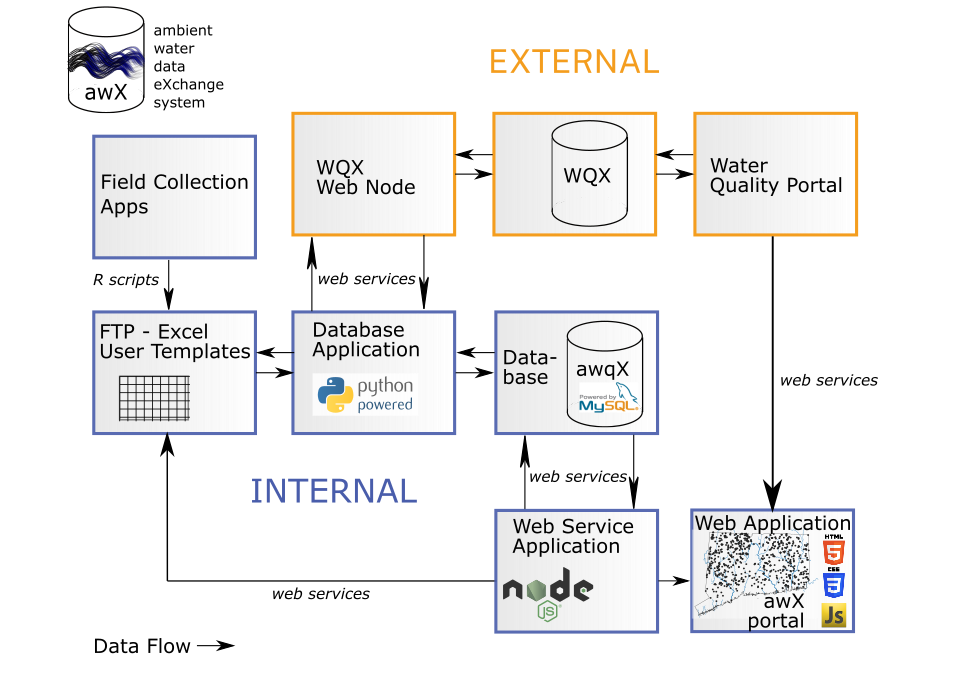 awX
ambient
water
data
eXchange
system
EXTERNAL
Field Collection
Apps
WQX
Web Node
WQX
Water
Quality Portal
R scripts
web services
FTP - Excel
User Templates
Database
Application
python
powered
Data-
base
awqX
Powered by
MySQL®
web services
INTERNAL
web services
Web Service
Application
node
JS
web services
Web Application
HTML
5
CSS
3
JS
awX
portal
Data Flow